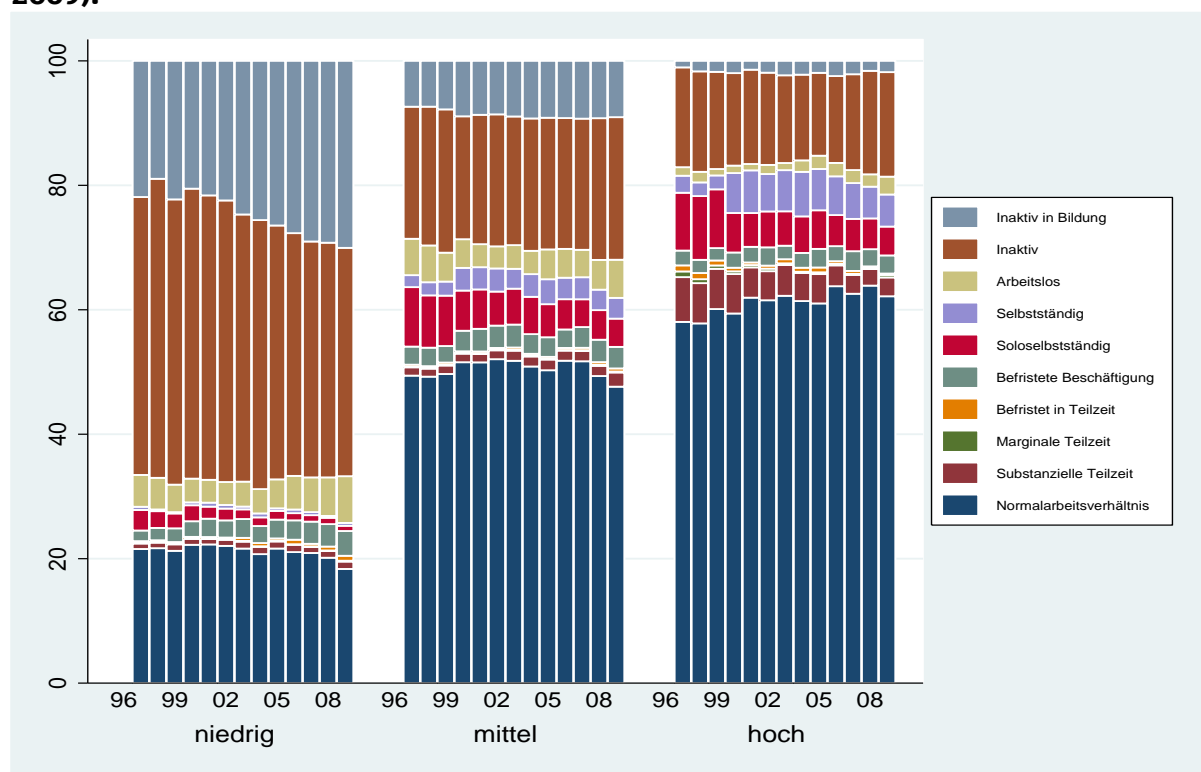 2009).
100
80
60
40
20
0
96 99 02 05 08 96 99 02 05 08 96 99 02 05 08
niedrig mittel hoch
Inaktiv in Bildung
Inaktiv
Arbeitslos
Selbstständig
Soloselbstständig
Befristete Beschäftigung
Befristet in Teilzeit
Marginale Teilzeit
Substanzielle Teilzeit
Normalarbeitsverhältnis